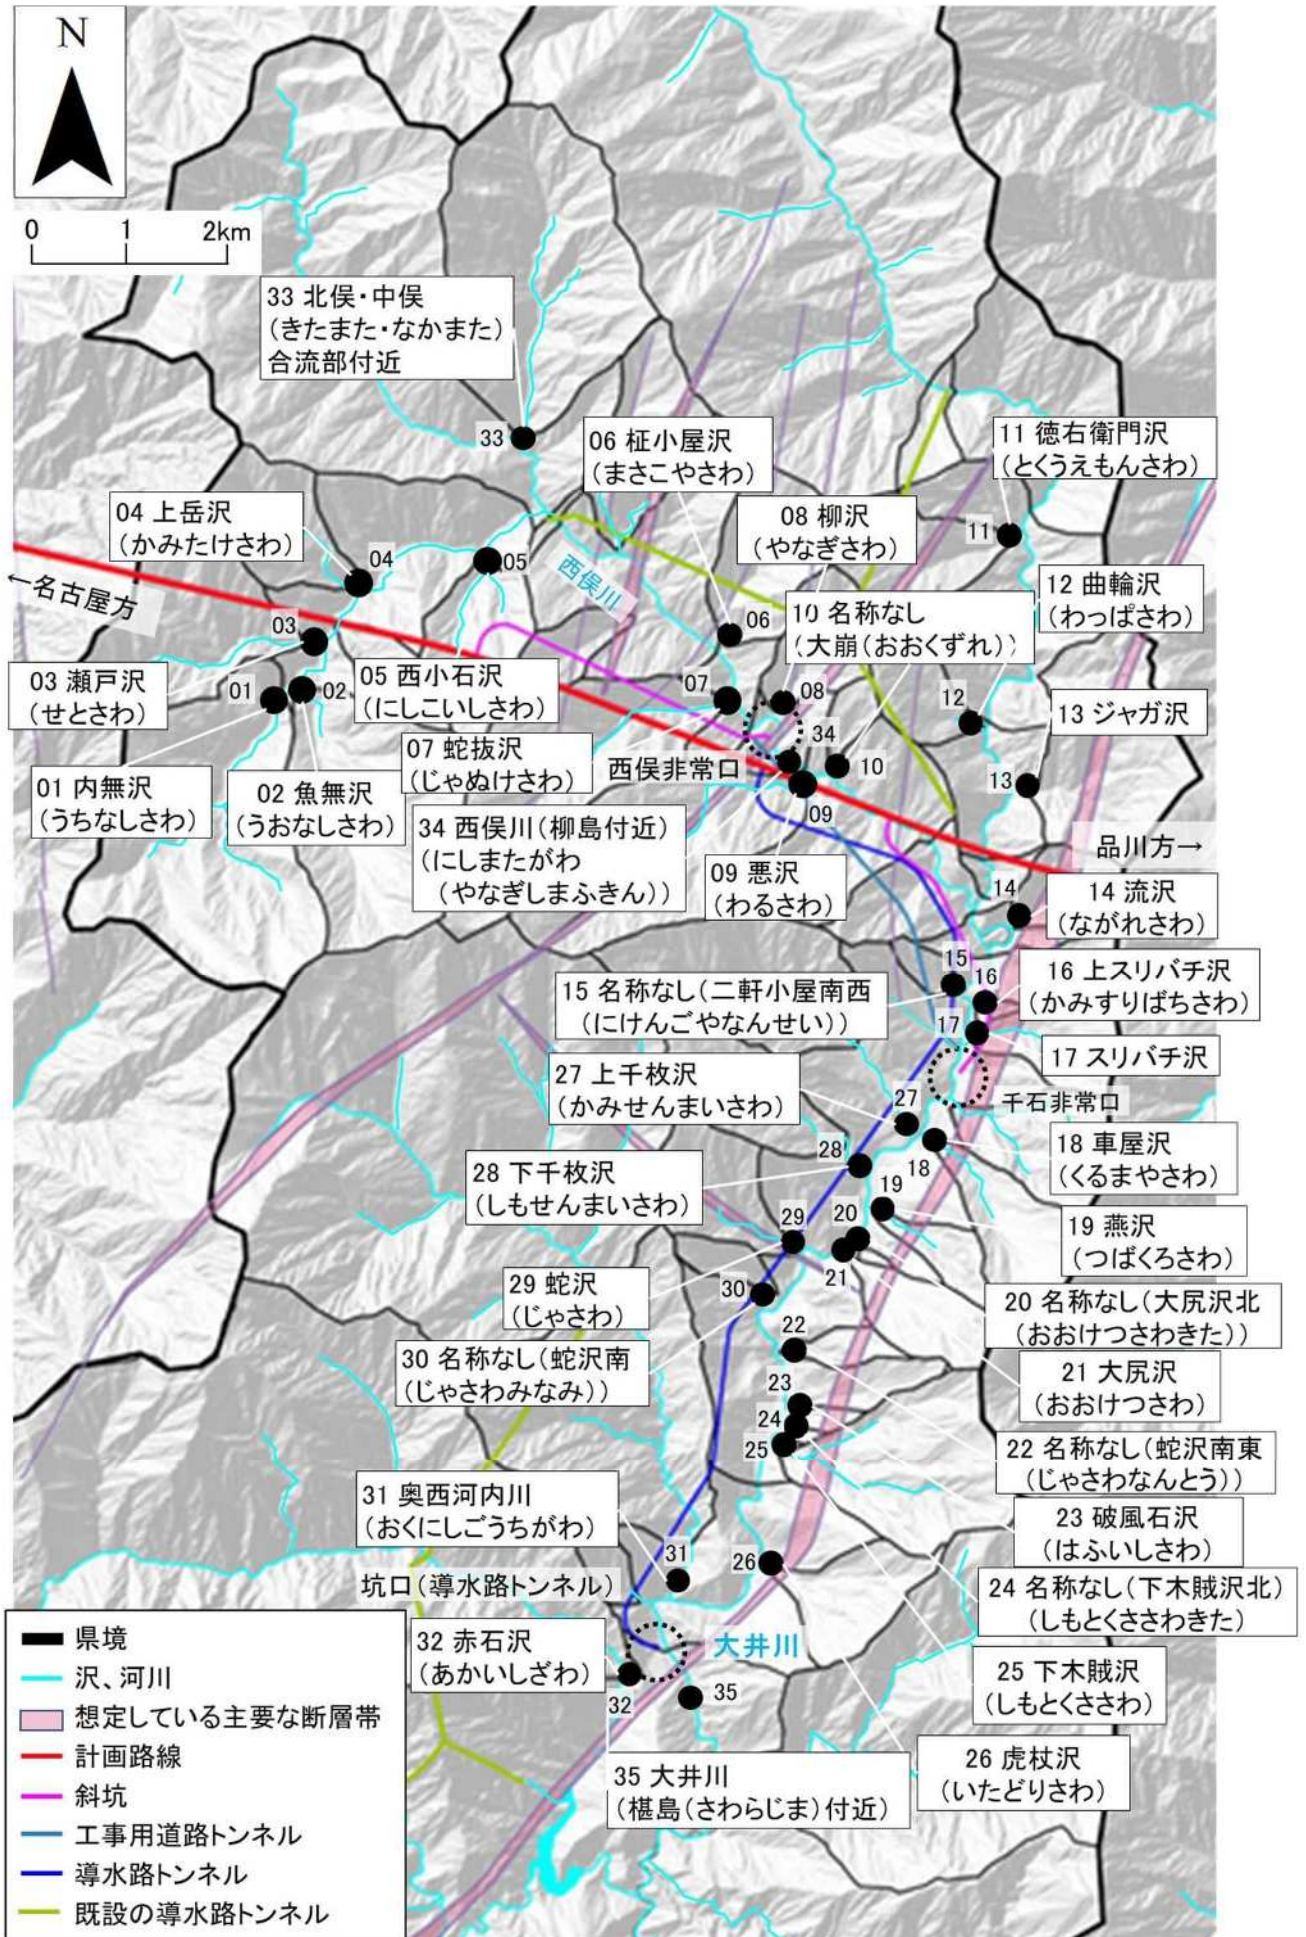 N
0 1 2km
33 北俣・中俣
（きたまた・なかまた）
合流部付近
33
06 柾小屋沢
（まさこやさわ）
11 徳右衛門沢
（とくうえもんさわ）
04 上岳沢
（かみたけさわ）
08 柳沢
（やなぎさわ）
11
04
05
西俣川
←名古屋方
12 曲輪沢
（わっぱさわ）
10 名称なし
（大崩（おおくずれ））
03
06
03 瀬戸沢
（せとさわ）
01
02
05 西小石沢
（にしこいしさわ）
07
08
12
13 ジャガ沢
07 蛇抜沢
（じゃぬけさわ）
34
西俣非常口
10
13
01 内無沢
（うちなしさわ）
02 魚無沢
（うおなしさわ）
09
34 西俣川（柳島付近）
（にしまたがわ
（やなぎしまふきん））
品川方→
09 悪沢
（わるさわ）
14
14 流沢
（ながれさわ）
15
16
15 名称なし（二軒小屋南西
（にけんごやなんせい））
16 上スリバチ沢
（かみすりばちさわ）
17
17 スリバチ沢
27 上千枚沢
（かみせんまいさわ）
27
千石非常口
28
18
18 車屋沢
（くるまやさわ）
28 下千枚沢
（しもせんまいさわ）
19
29
20
19 燕沢
（つばくろさわ）
21
29 蛇沢
（じゃさわ）
30
20 名称なし（大尻沢北
（おおけつさわきた））
22
30 名称なし（蛇沢南
（じゃさわみなみ））
21 大尻沢
（おおけつさわ）
23
24
25
22 名称なし（蛇沢南東
（じゃさわなんとう））
31 奥西河内川
（おくにしごうちがわ）
23 破風石沢
（はふいしさわ）
31
26
坑口（導水路トンネル）
24 名称なし（下木賊沢北）
（しもとくささわきた）
32 赤石沢
（あかいしざわ）
大井川
25 下木賊沢
（しもとくささわ）
32
35
26 虎杖沢
（いたどりさわ）
35 大井川
（椹島（さわらじま）付近）
県境
沢、河川
想定している主要な断層帯
計画路線
斜坑
工事用道路トンネル
導水路トンネル
既設の導水路トンネル